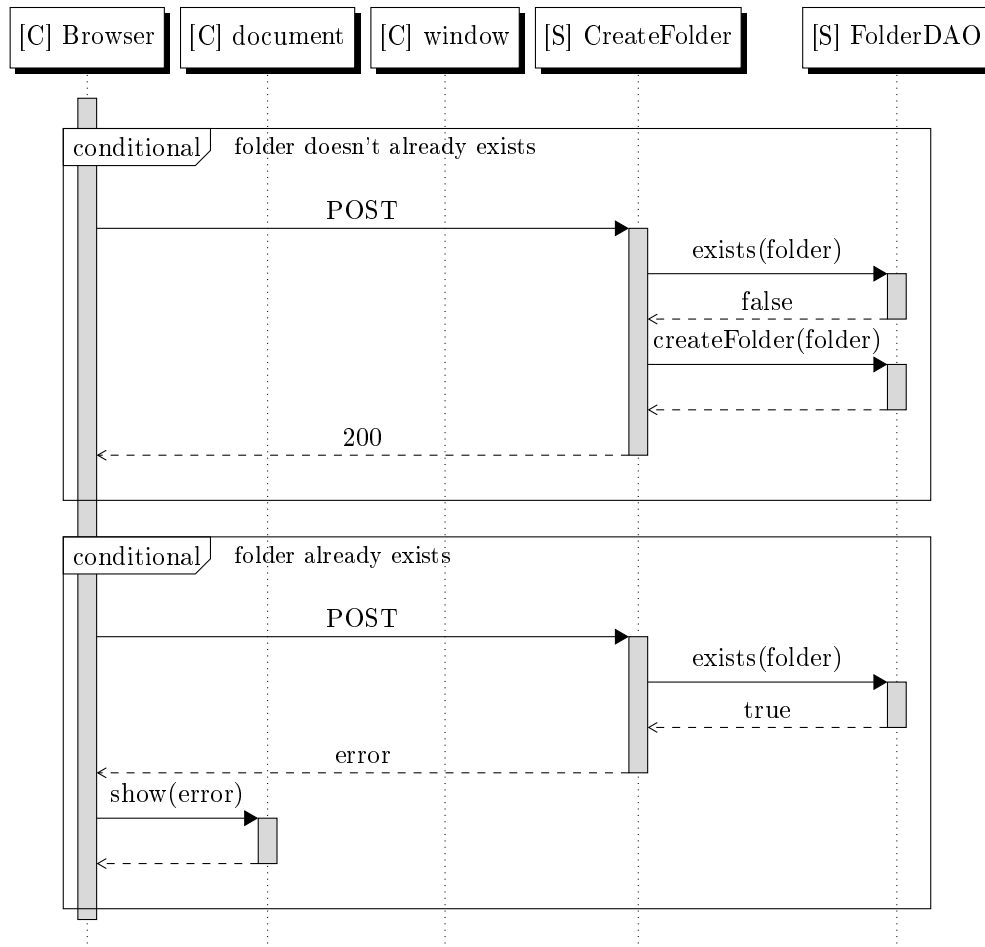 [C] Browser
[C] document
[C] window
[S] CreateFolder
[S] FolderDAO
conditional
folder doesn't already exists
POST
exists(folder)
false
createFolder(folder)
200
conditional
folder already exists
POST
exists(folder)
true
error
show(error)